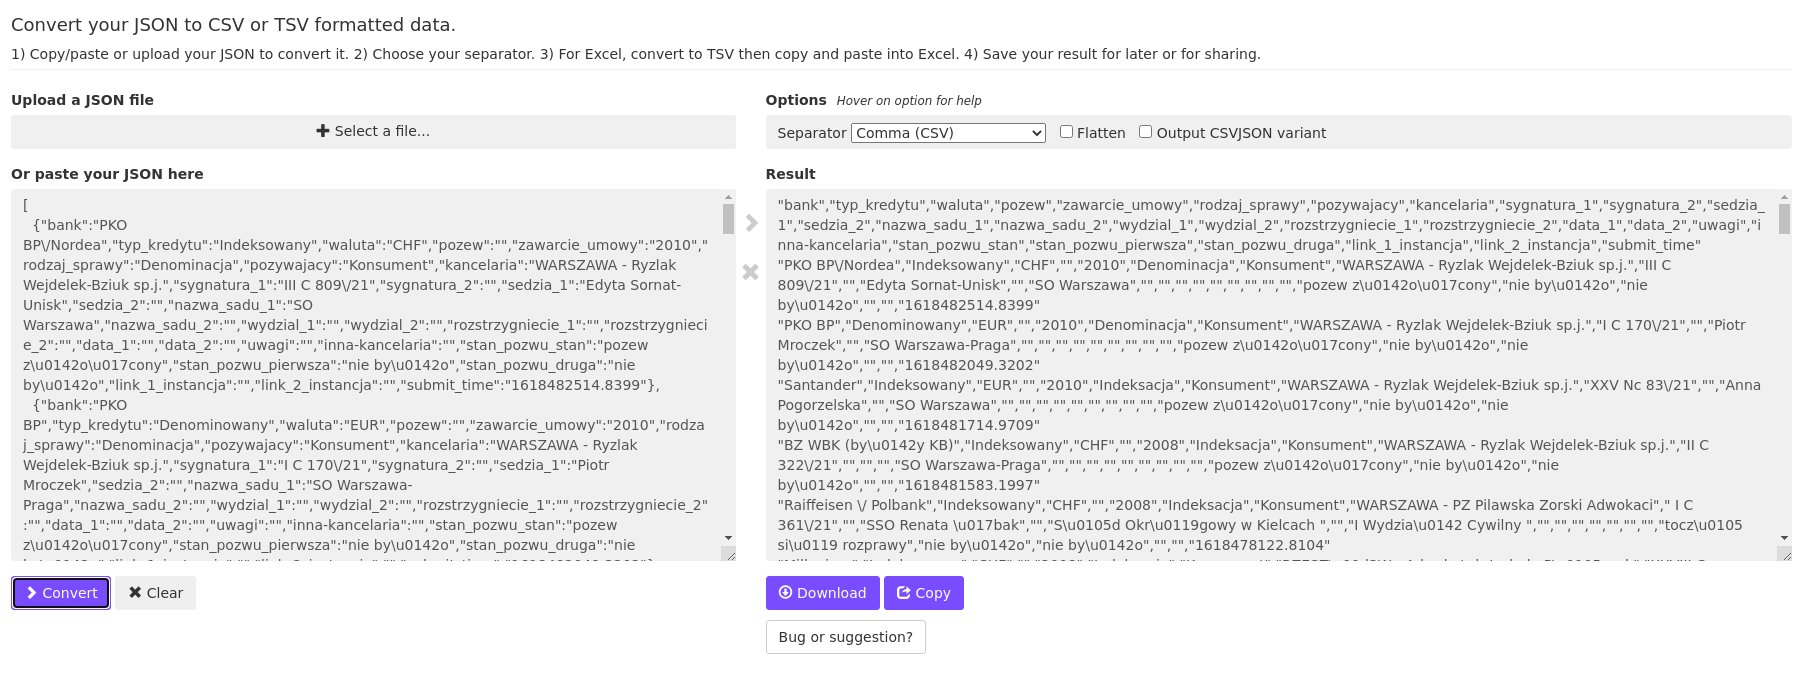 Convert your JSON to CSV or TSV formatted data.
1) Copy/paste or upload your JSON to convert it. 2) Choose your separator. 3) For Excel, convert to TSV then copy and paste into Excel. 4) Save your result for later or for sharing.
Upload a JSON file
Select a file...
Or paste your JSON here
[
{"bank":"PKO
BP\/Nordea","typ_kredytu":"Indeksowany","waluta":"CHF","pozew":"","zawarcie_umowy":"2010","
rodzaj_sprawy":"Denominacja","pozywajacy":"Konsument","kancelaria":"WARSZAWA - Ryzlak
Wejdelek-Bziuk sp.j.","sygnatura_1":"III C 809\/21","sygnatura_2":"","sedzia_1":"Edyta Sornat-
Unisk","sedzia_2":"","nazwa_sadu_1":"SO
Warszawa","nazwa_sadu_2":"","wydzial_1":"","wydzial_2":"","rozstrzygniecie_1":"","rozstrzygnieci
e_2":"","data_1":"","data_2":"","uwagi":"","inna-kancelaria":"","stan_pozwu_stan":"pozew
z\u0142o\u017cony","stan_pozwu_pierwsza":"nie by\u0142o","stan_pozwu_druga":"nie
by\u0142o","link_1_instancja":"","link_2_instancja":"","submit_time":"1618482514.8399"},
{"bank":"PKO
BP","typ_kredytu":"Denominowany","waluta":"EUR","pozew":"","zawarcie_umowy":"2010","rodza
j_sprawy":"Denominacja","pozywajacy":"Konsument","kancelaria":"WARSZAWA - Ryzlak
Wejdelek-Bziuk sp.j.","sygnatura_1":"I C 170\/21","sygnatura_2":"","sedzia_1":"Piotr
Mroczek","sedzia_2":"","nazwa_sadu_1":"SO Warszawa-
Praga","nazwa_sadu_2":"","wydzial_1":"","wydzial_2":"","rozstrzygniecie_1":"","rozstrzygniecie_2"
:"","data_1":"","data_2":"","uwagi":"","inna-kancelaria":"","stan_pozwu_stan":"pozew
z\u0142o\u017cony","stan_pozwu_pierwsza":"nie by\u0142o","stan_pozwu_druga":"nie
Convert
Clear
Options Hover on option for help
Separator Comma (CSV) Flatten Output CSVJSON variant
Result
"bank","typ_kredytu","waluta","pozew","zawarcie_umowy","rodzaj_sprawy","pozywajacy","kancelaria","sygnatura_1","sygnatura_2","sedzia_
1","sedzia_2","nazwa_sadu_1","nazwa_sadu_2","wydzial_1","wydzial_2","rozstrzygniecie_1","rozstrzygniecie_2","data_1","data_2","uwagi","i
nna-kancelaria","stan_pozwu_stan","stan_pozwu_pierwsza","stan_pozwu_druga","link_1_instancja","link_2_instancja","submit_time"
"PKO BP\/Nordea","Indeksowany","CHF","","2010","Denominacja","Konsument","WARSZAWA - Ryzlak Wejdelek-Bziuk sp.j.","III C
809\/21","","Edyta Sornat-Unisk","","SO Warszawa","","","","","","","","","","pozew z\u0142o\u017cony","nie by\u0142o","nie
by\u0142o","","","1618482514.8399"
"PKO BP","Denominowany","EUR","","2010","Denominacja","Konsument","WARSZAWA - Ryzlak Wejdelek-Bziuk sp.j.","I C 170\/21","","Piotr
Mroczek","","SO Warszawa-Praga","","","","","","","","","","pozew z\u0142o\u017cony","nie by\u0142o","nie
by\u0142o","","","1618482049.3202"
"Santander","Indeksowany","EUR","","2010","Indeksacja","Konsument","WARSZAWA - Ryzlak Wejdelek-Bziuk sp.j.","XXV Nc 83\/21","","Anna
Pogorzelska","","SO Warszawa","","","","","","","","","","pozew z\u0142o\u017cony","nie by\u0142o","nie
by\u0142o","","","1618481714.9709"
"BZ WBK (by\u0142y KB)","Indeksowany","CHF","","2008","Indeksacja","Konsument","WARSZAWA - Ryzlak Wejdelek-Bziuk sp.j.","II C
322\/21","","","","SO Warszawa-Praga","","","","","","","","","","pozew z\u0142o\u017cony","nie by\u0142o","nie
by\u0142o","","","1618481583.1997"
"Raiffeisen \/ Polbank","Indeksowany","CHF","","2008","Indeksacja","Konsument","WARSZAWA - PZ Pilawska Zorski Adwokaci"," I C
361\/21","","SSO Renata \u017bak","","S\u0105d Okr\u0119gowy w Kielcach ","","I Wydzia\u0142 Cywilny ","","","","","","","","tocz\u0105
si\u0119 rozprawy","nie by\u0142o","nie by\u0142o","","","1618478122.8104"
Download
Copy
Bug or suggestion?